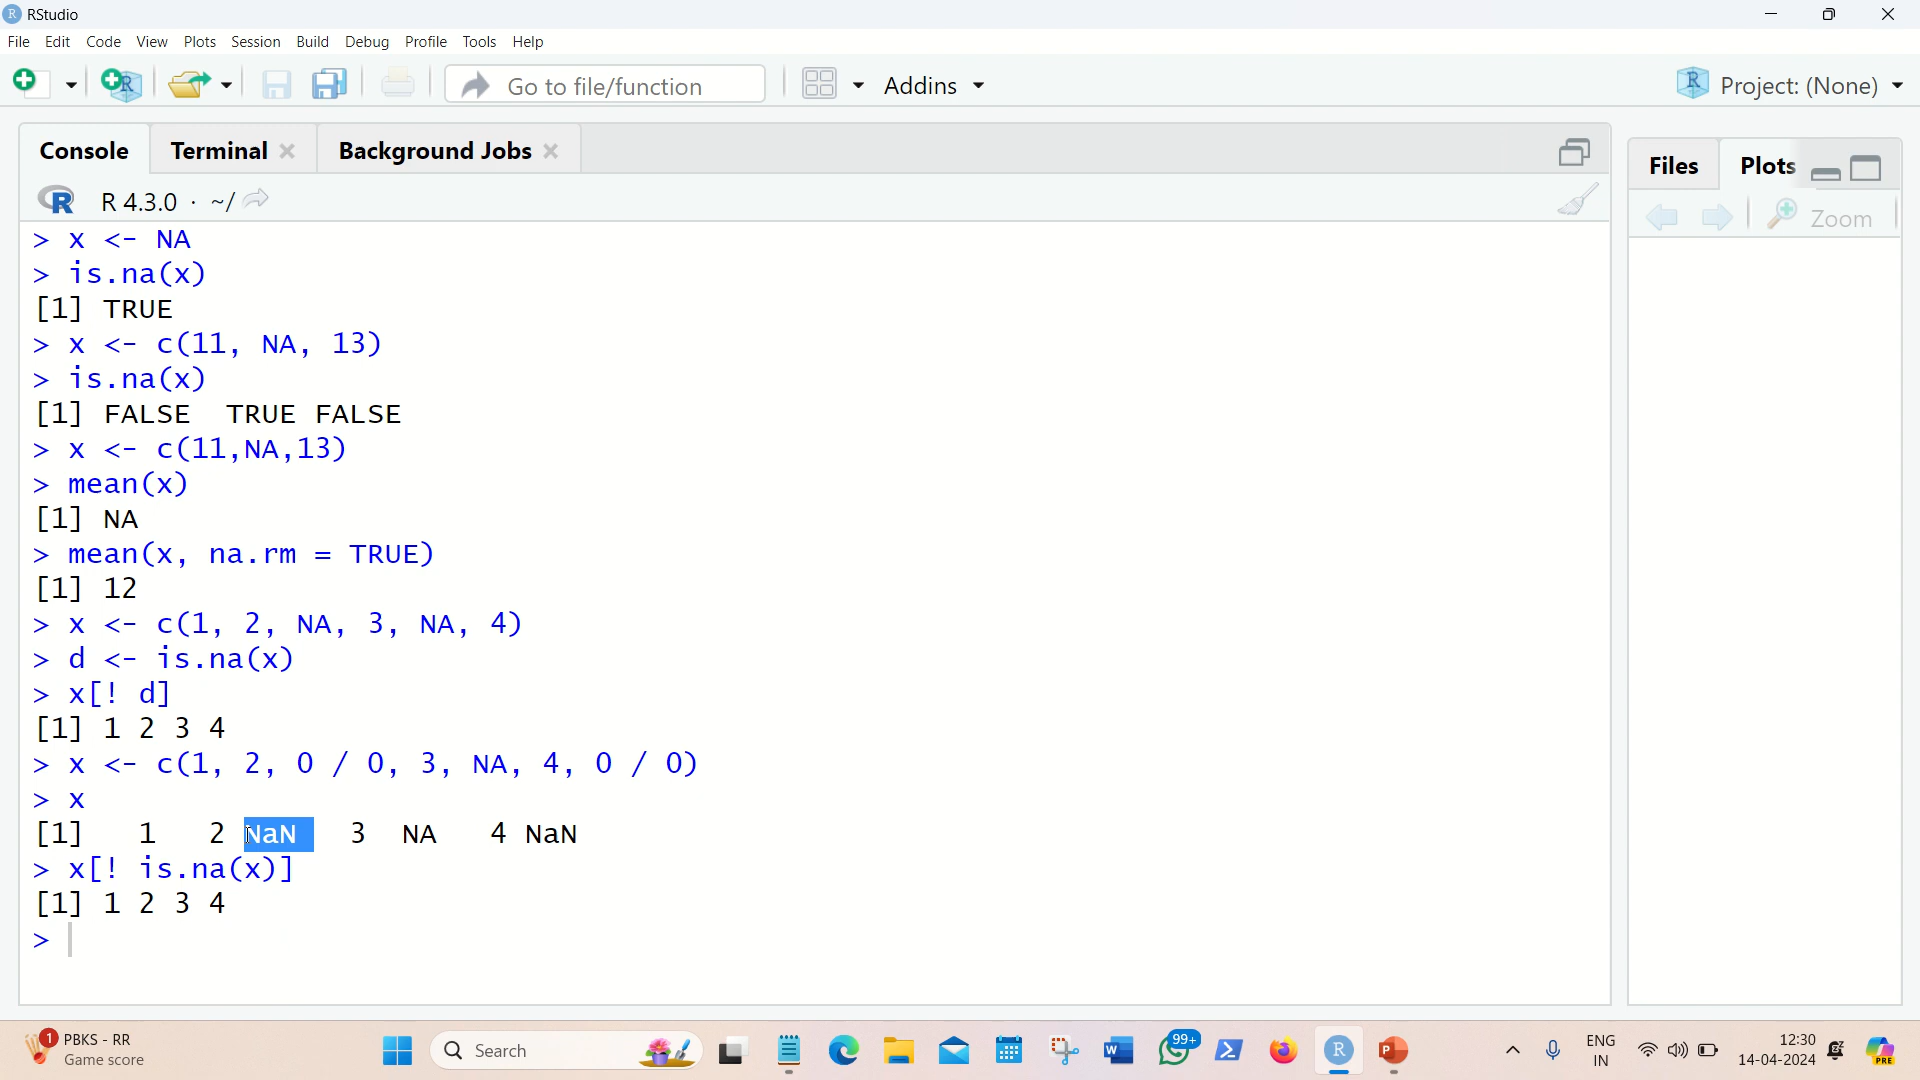 RStudio
File Edit Code View Plots Session Build Debug Profile Tools Help
Go to file/function Addins Project: (None)
Console Terminal Background Jobs Files Plots
R 4.3.0 · ~/ Zoom
> x <- NA
> is.na(x)
[1] TRUE
> x <- c(11, NA, 13)
> is.na(x)
[1] FALSE  TRUE FALSE
> x <- c(11,NA,13)
> mean(x)
[1] NA
> mean(x, na.rm = TRUE)
[1] 12
> x <- c(1, 2, NA, 3, NA, 4)
> d <- is.na(x)
> x[! d]
[1] 1 2 3 4
> x <- c(1, 2, 0 / 0, 3, NA, 4, 0 / 0)
> x
[1]   1   2 NaN   3  NA   4 NaN
> x[! is.na(x)]
[1] 1 2 3 4
>
1 PBKS - RR Search 99+ ENG 12:30
Game score IN 14-04-2024 PRE